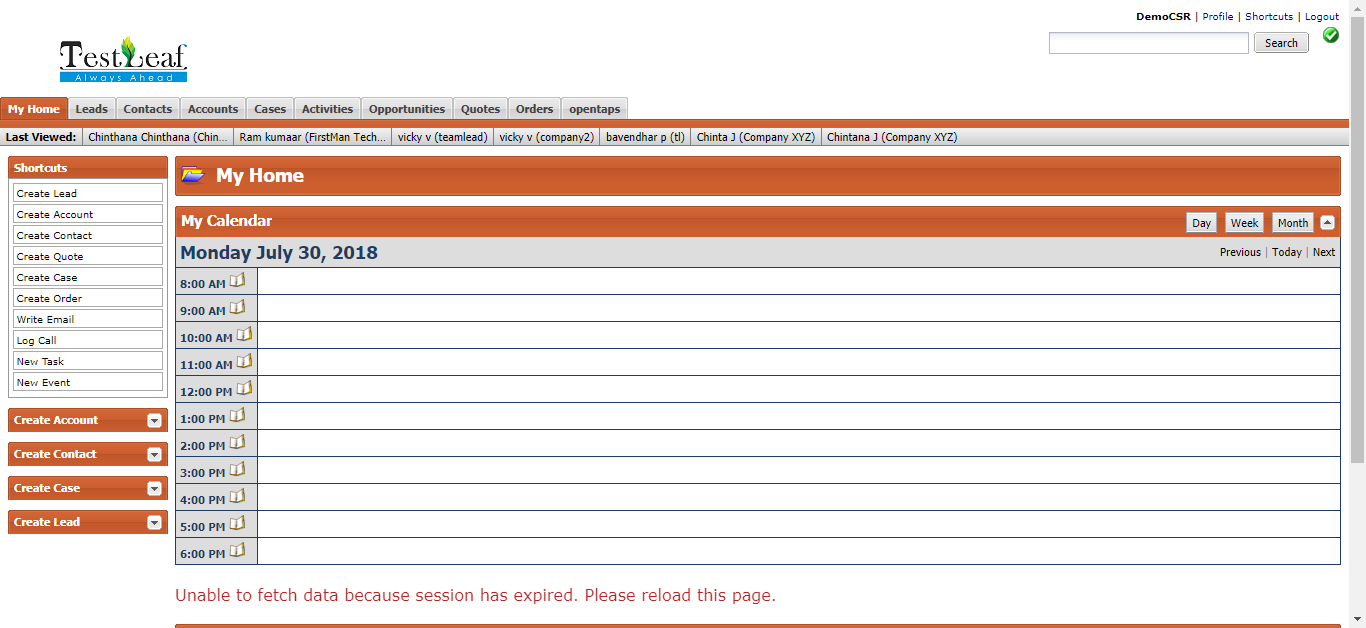 DemoCSR | Profile | Shortcuts | Logout
Search
TestLeaf
Always Ahead
My Home Leads Contacts Accounts Cases Activities Opportunities Quotes Orders opentaps
Last Viewed: Chinthana Chinthana (Chin... Ram kumaar (FirstMan Tech... vicky v (teamlead) vicky v (company2) bavendhar p (tl) Chinta J (Company XYZ) Chintana J (Company XYZ)
Shortcuts
Create Lead
Create Account
Create Contact
Create Quote
Create Case
Create Order
Write Email
Log Call
New Task
New Event
Create Account
Create Contact
Create Case
Create Lead
My Home
My Calendar Day Week Month
Monday July 30, 2018 Previous | Today | Next
8:00 AM
9:00 AM
10:00 AM
11:00 AM
12:00 PM
1:00 PM
2:00 PM
3:00 PM
4:00 PM
5:00 PM
6:00 PM
Unable to fetch data because session has expired. Please reload this page.